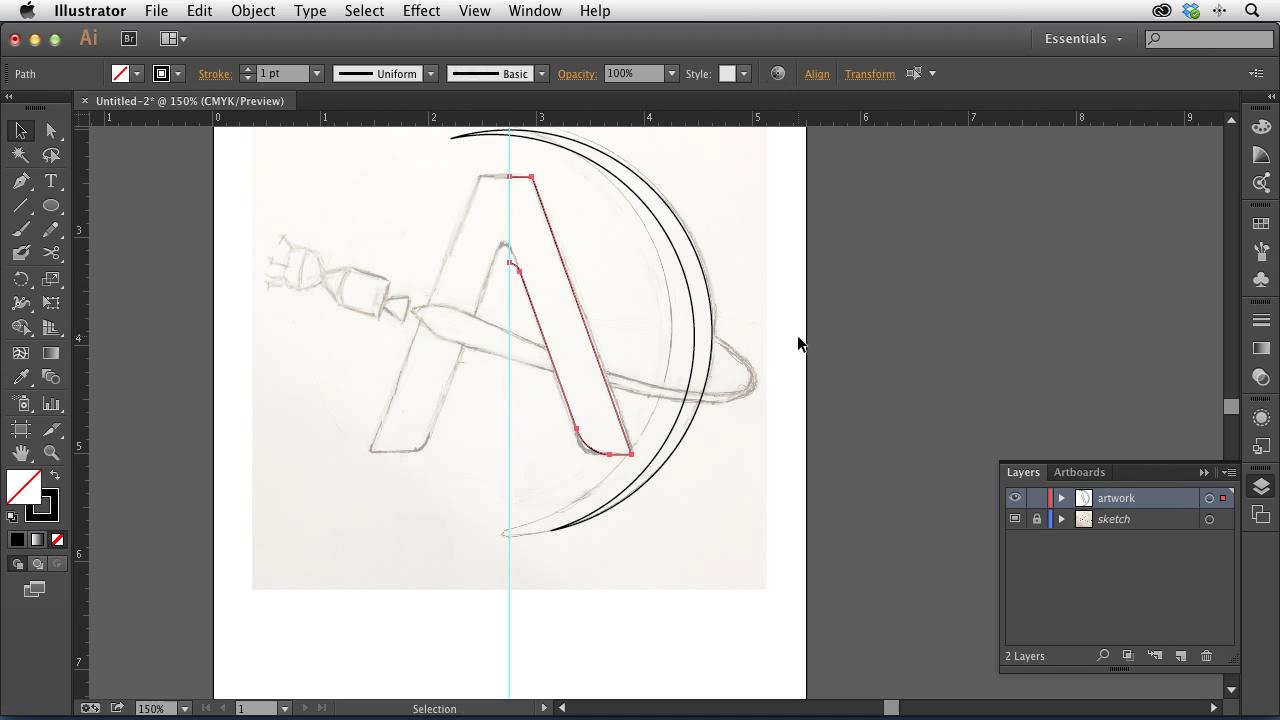 Illustrator File Edit Object Type Select Effect View Window Help
Ai Br Essentials
Path Stroke: 1 pt Uniform Basic Opacity: 100% Style: Align Transform
× Untitled-2* @ 150% (CMYK/Preview)
1 0 1 2 3 4 5 6 7 8 9
3
4
5
6
7
A
Layers Artboards
artwork
sketch
2 Layers
150% 1 Selection